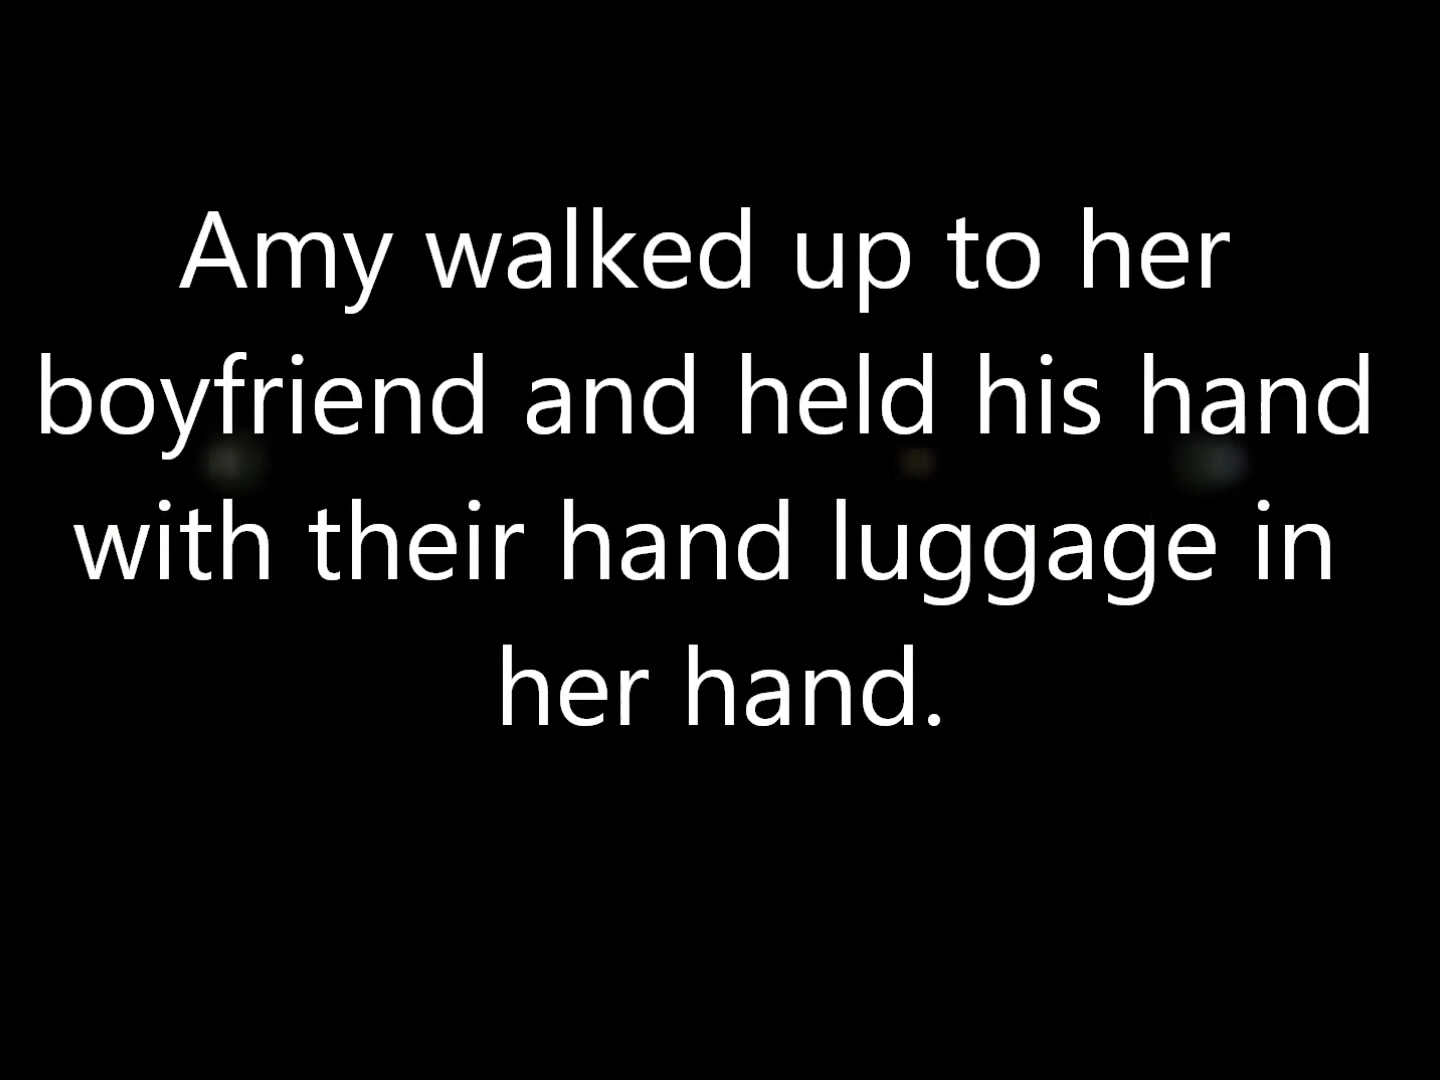 Amy walked up to her
boyfriend and held his hand
with their hand luggage in
her hand.